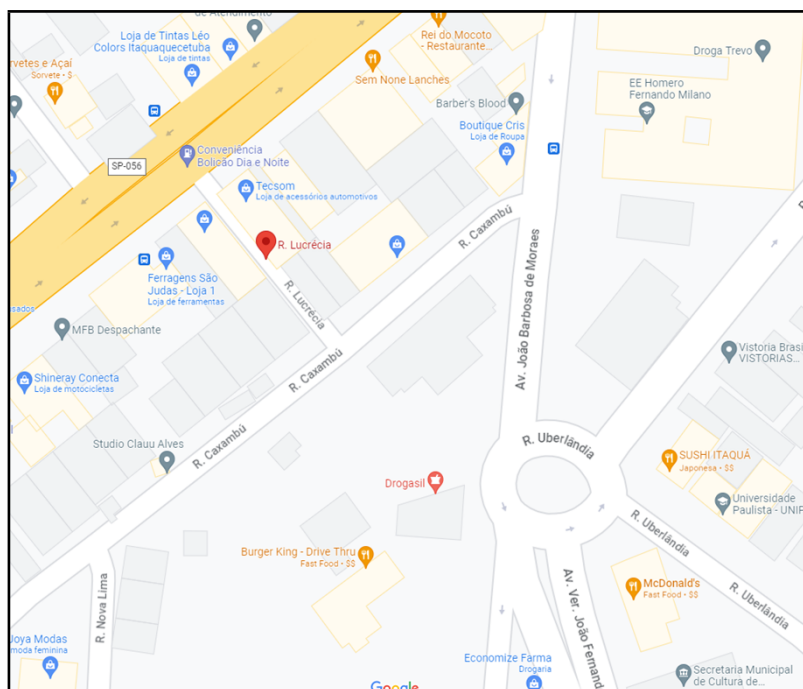 de Atendimento
Loja de Tintas Léo
Colors Itaquaquecetuba
Loja de tintas
Rei do Mocoto
- Restaurante...
Droga Trevo
rvetes e Açaí
Sorvete • $
Sem None Lanches
EE Homero
Fernando Milano
Barber's Blood
Boutique Cris
Loja de Roupa
Conveniência
Bolicão Dia e Noite
SP-056
Tecsom
Loja de acessórios automotivos
R. Caxambú
R. Lucrécia
Ferragens São
Judas - Loja 1
Loja de ferramentas
R. Lucrécia
Av. João Barbosa de Moraes
usados
MFB Despachante
R. Caxambú
Vistoria Brasi
VISTORIAS...
Shineray Conecta
Loja de motocicletas
Studio Clauu Alves
R. Caxambú
R. Uberlândia
SUSHI ITAQUÁ
Japonesa • $$
Drogasil
Universidade
Paulista - UNIP
R. Uberlândia
Burger King - Drive Thru
Fast Food • $$
R. Nova Lima
Av. Ver. João Fernand
McDonald's
Fast Food • $$
R. Uberlândia
Joya Modas
moda feminina
Economize Farma
Drogaria
Secretaria Municipal
de Cultura de...
Google